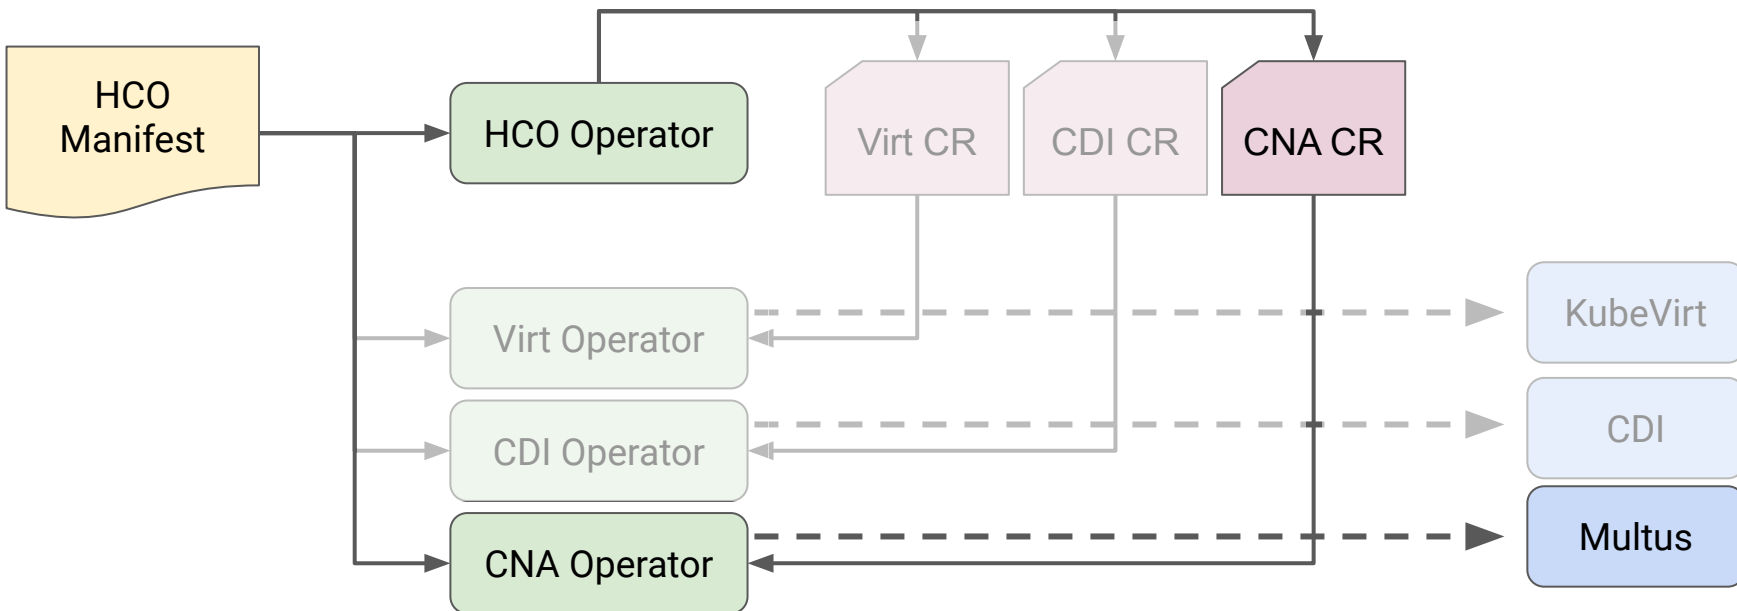 HCO
Manifest
HCO Operator
Virt CR
CDI CR
CNA CR
Virt Operator
KubeVirt
CDI Operator
CDI
CNA Operator
Multus